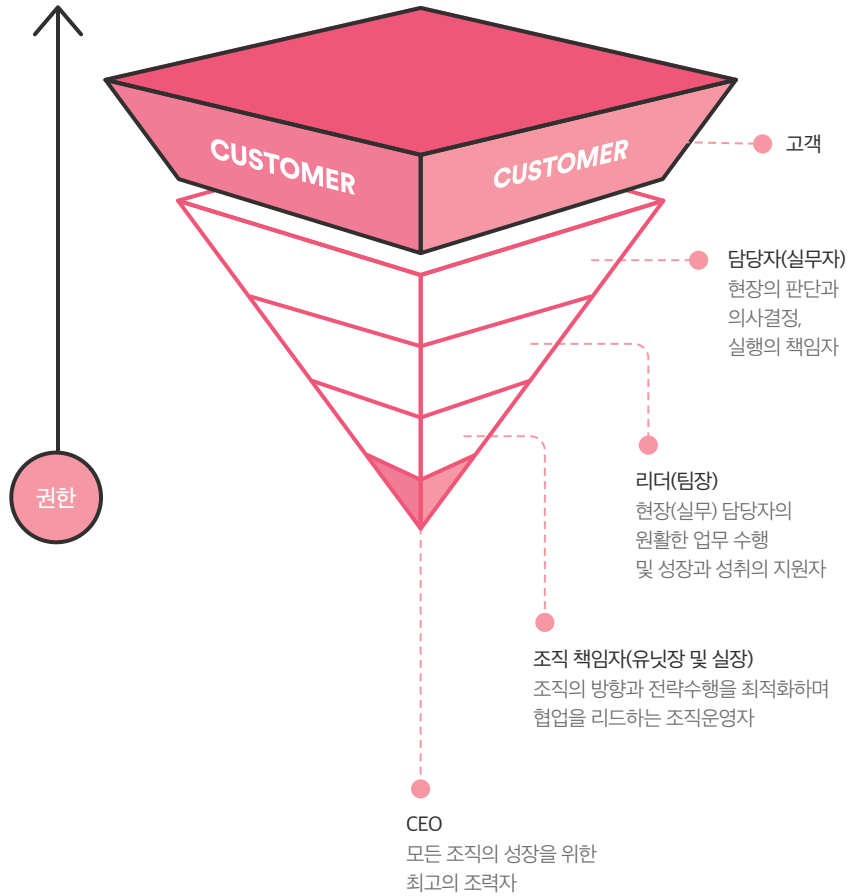 CUSTOMER
CUSTOMER
고객
담당자(실무자)
현장의 판단과
의사결정,
실행의 책임자
권한
리더(팀장)
현장(실무) 담당자의
원활한 업무 수행
및 성장과 성취의 지원자
조직 책임자(유닛장 및 실장)
조직의 방향과 전략수행을 최적화하며
협업을 리드하는 조직운영자
CEO
모든 조직의 성장을 위한
최고의 조력자